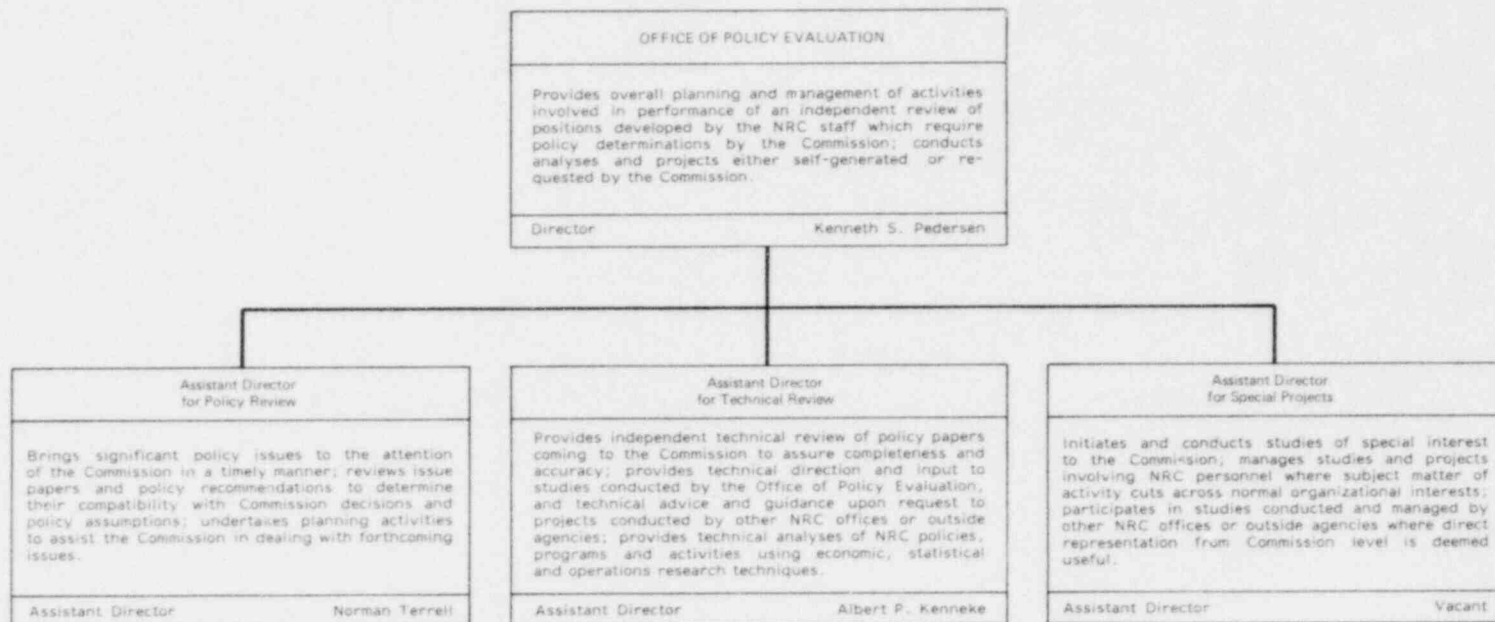 OFFICE OF POLICY EVALUATION
Provides overall planning and management of activities
involved in performance of an independent review of
positions developed by the NRC staff which require
policy determinations by the Commission; conducts
analyses and projects either self-generated or re-
quested by the Commission.
Director Kenneth S. Pedersen
Assistant Director
for Policy Review
Brings significant policy issues to the attention
of the Commission in a timely manner; reviews issue
papers and policy recommendations to determine
their compatibility with Commission decisions and
policy assumptions; undertakes planning activities
to assist the Commission in dealing with forthcoming
issues.
Assistant Director Norman Terrell
Assistant Director
for Technical Review
Provides independent technical review of policy papers
coming to the Commission to assure completeness and
accuracy; provides technical direction and input to
studies conducted by the Office of Policy Evaluation,
and technical advice and guidance upon request to
projects conducted by other NRC offices or outside
agencies; provides technical analyses of NRC policies,
programs and activities using economic, statistical
and operations research techniques.
Assistant Director Albert P. Kenneke
Assistant Director
for Special Projects
Initiates and conducts studies of special interest
to the Commission; manages studies and projects
involving NRC personnel where subject matter of
activity cuts across normal organizational interests;
participates in studies conducted and managed by
other NRC offices or outside agencies where direct
representation from Commission level is deemed
useful.
Assistant Director Vacant